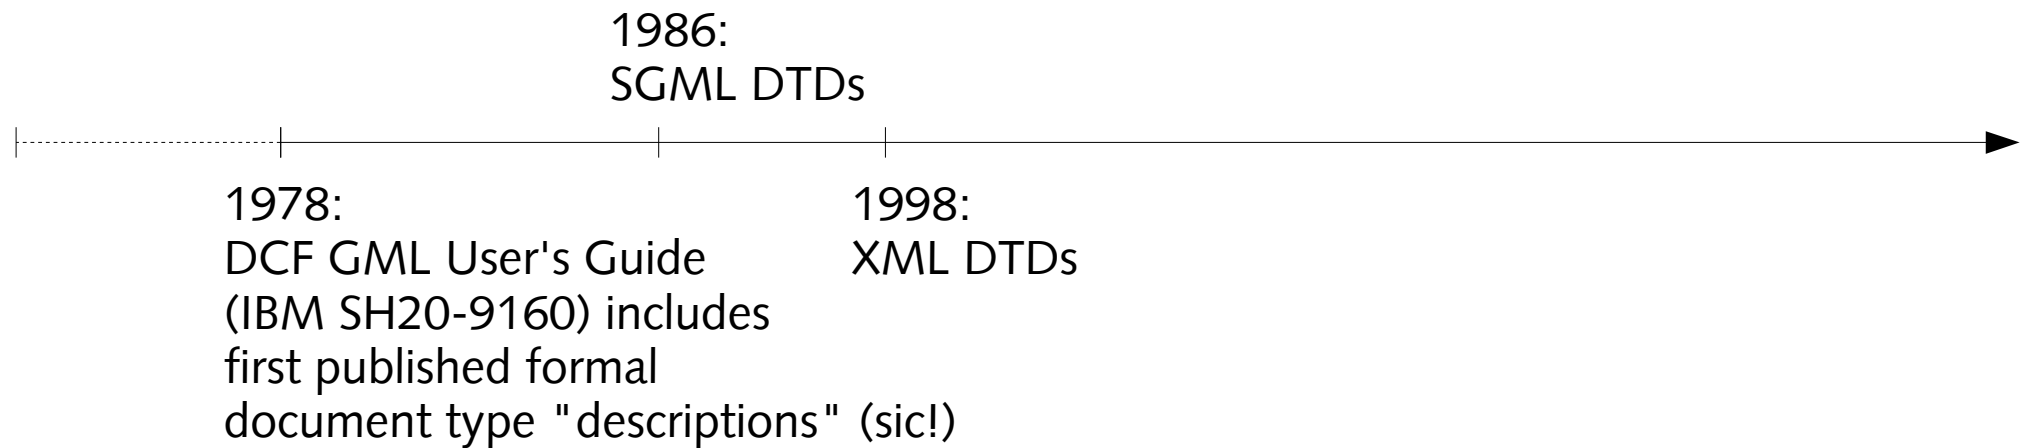 1986:
SGML DTDs
1978:
DCF GML User's Guide
(IBM SH20-9160) includes
first published formal
document type "descriptions" (sic!)
1998:
XML DTDs